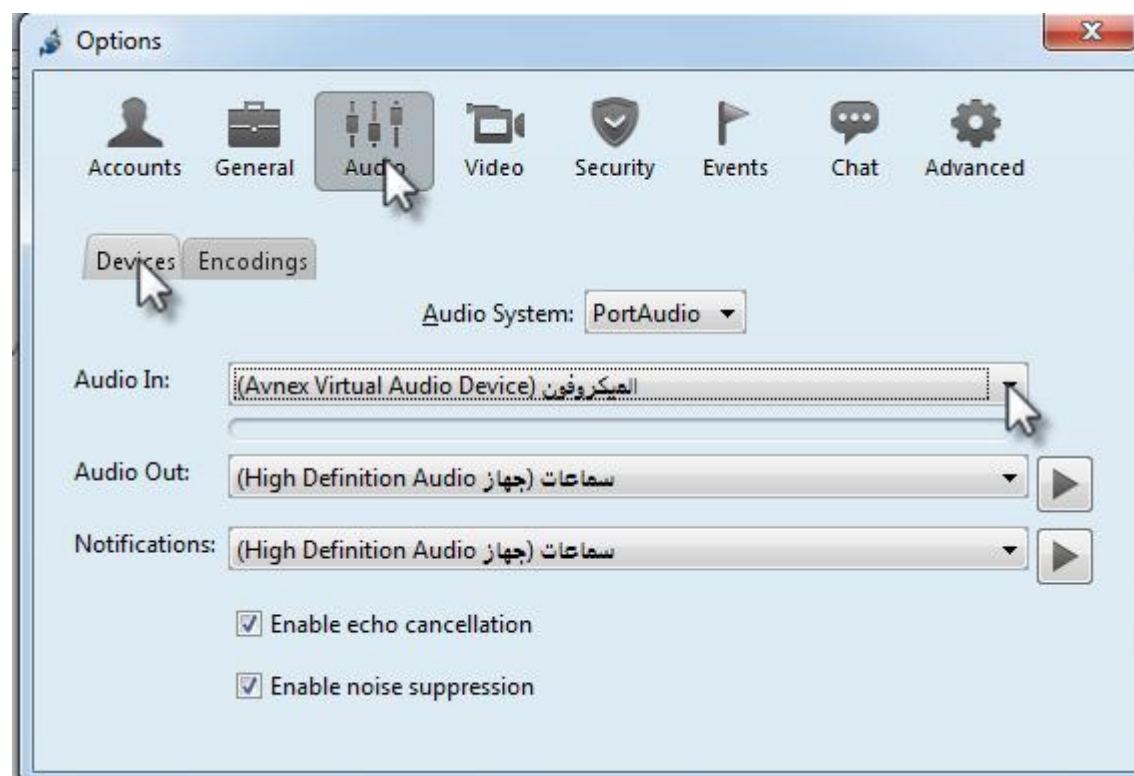 Options
Accounts General Audio Video Security Events Chat Advanced
Devices Encodings
Audio System: PortAudio
Audio In: الميكروفون (Avnex Virtual Audio Device)
Audio Out: سماعات (جهاز High Definition Audio)
Notifications: سماعات (جهاز High Definition Audio)
Enable echo cancellation
Enable noise suppression